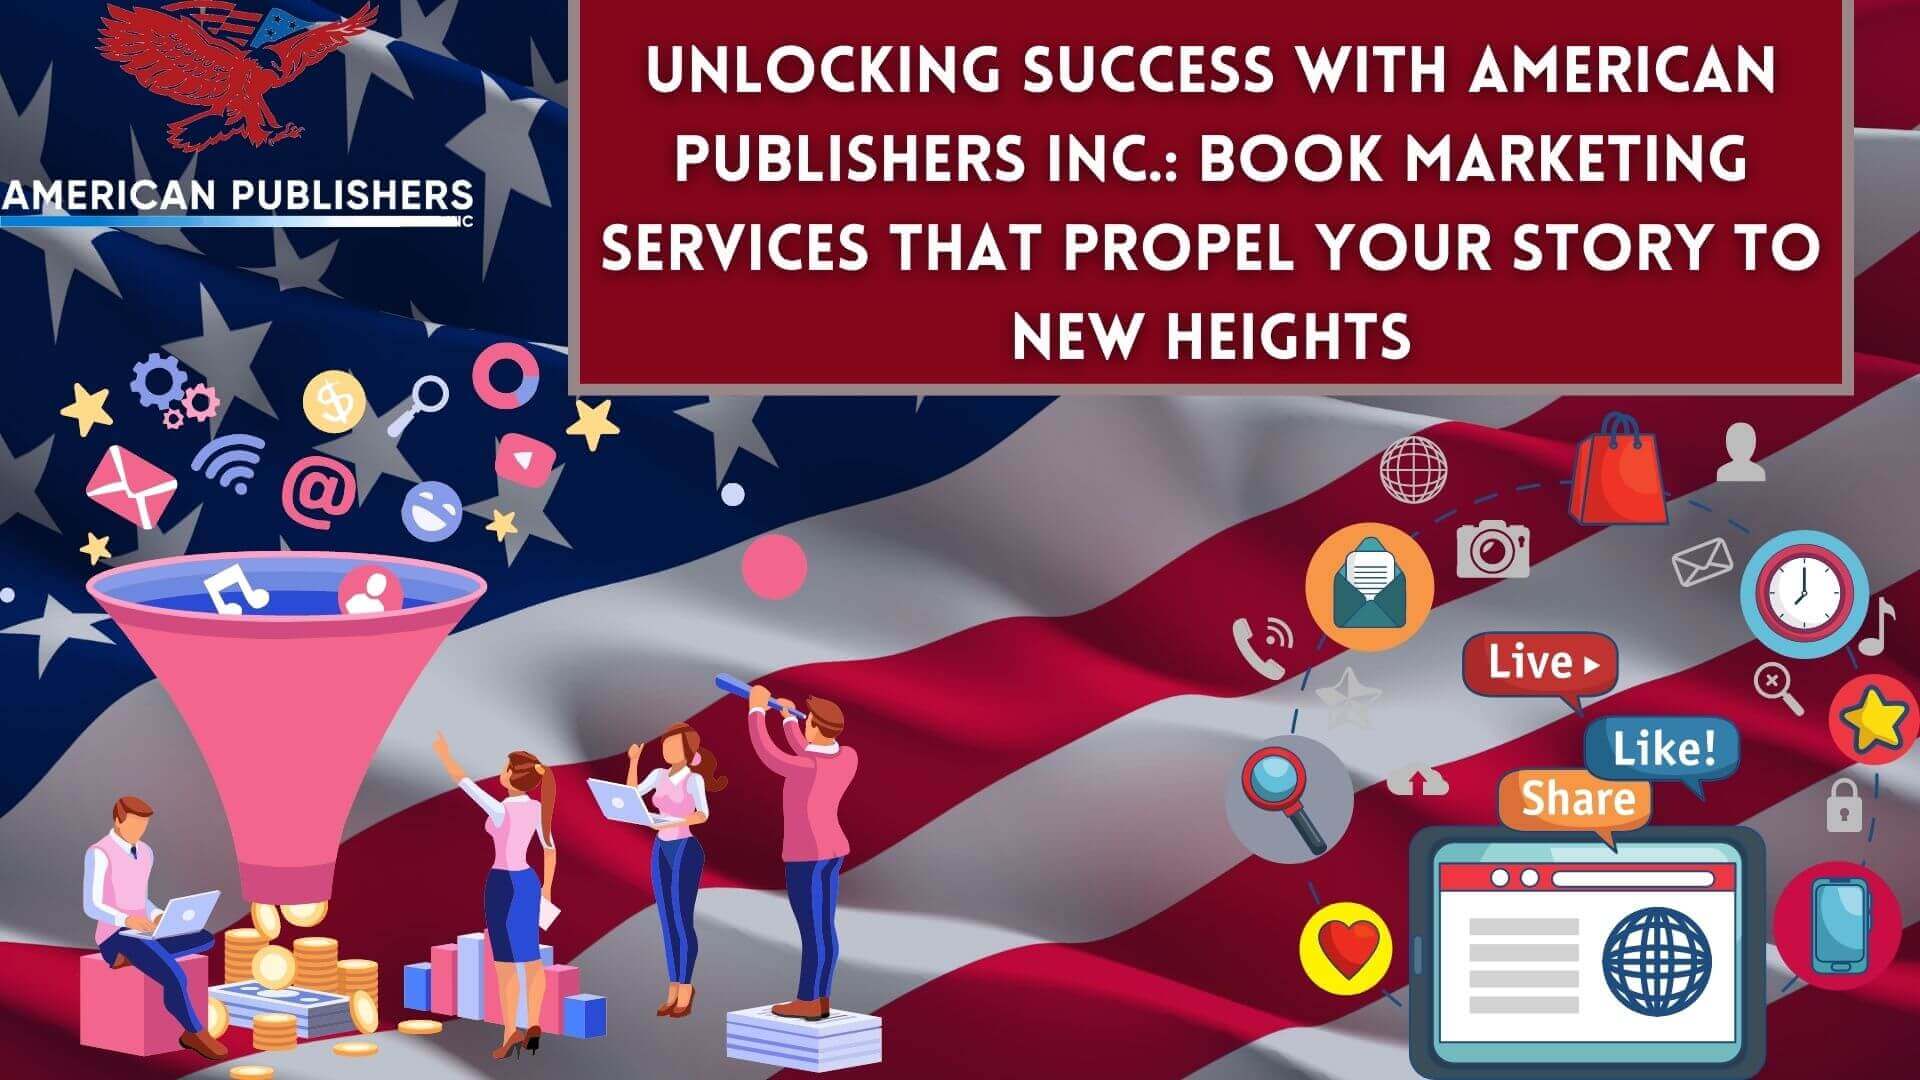 AMERICAN PUBLISHERS
INC
UNLOCKING SUCCESS WITH AMERICAN
PUBLISHERS INC.: BOOK MARKETING
SERVICES THAT PROPEL YOUR STORY TO
NEW HEIGHTS
Live
Like!
Share